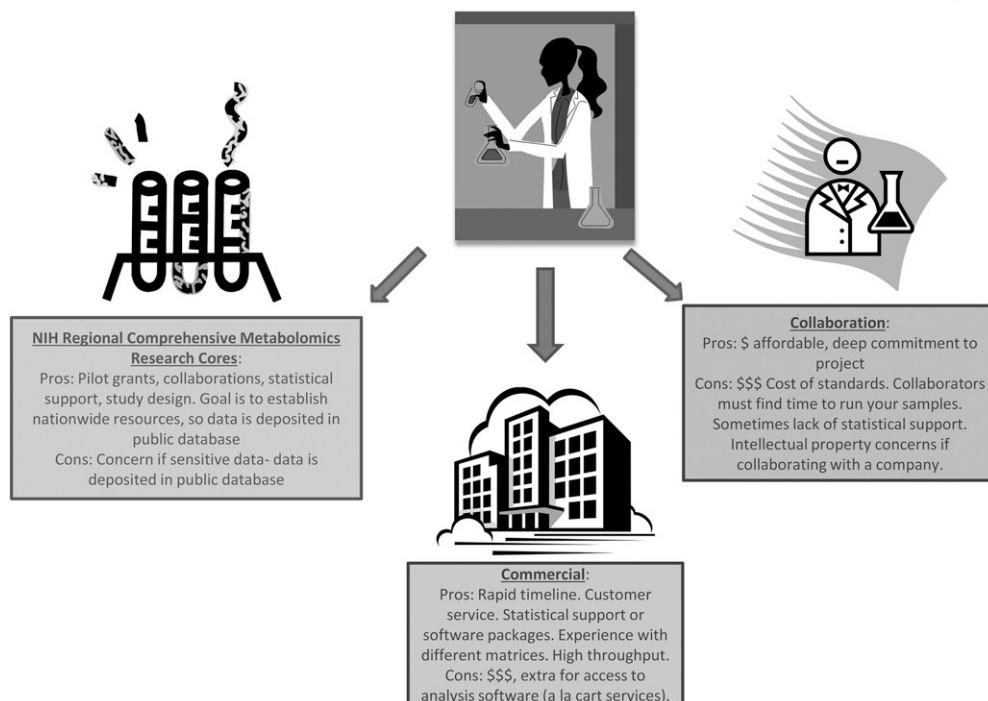 NIH Regional Comprehensive Metabolomics
Research Cores:
Pros: Pilot grants, collaborations, statistical
support, study design. Goal is to establish
nationwide resources, so data is deposited in
public database
Cons: Concern if sensitive data- data is
deposited in public database
Collaboration:
Pros: $ affordable, deep commitment to
project
Cons: $$$ Cost of standards. Collaborators
must find time to run your samples.
Sometimes lack of statistical support.
Intellectual property concerns if
collaborating with a company.
Commercial:
Pros: Rapid timeline. Customer
service. Statistical support or
software packages. Experience with
different matrices. High throughput.
Cons: $$$, extra for access to
analysis software (a la cart services).